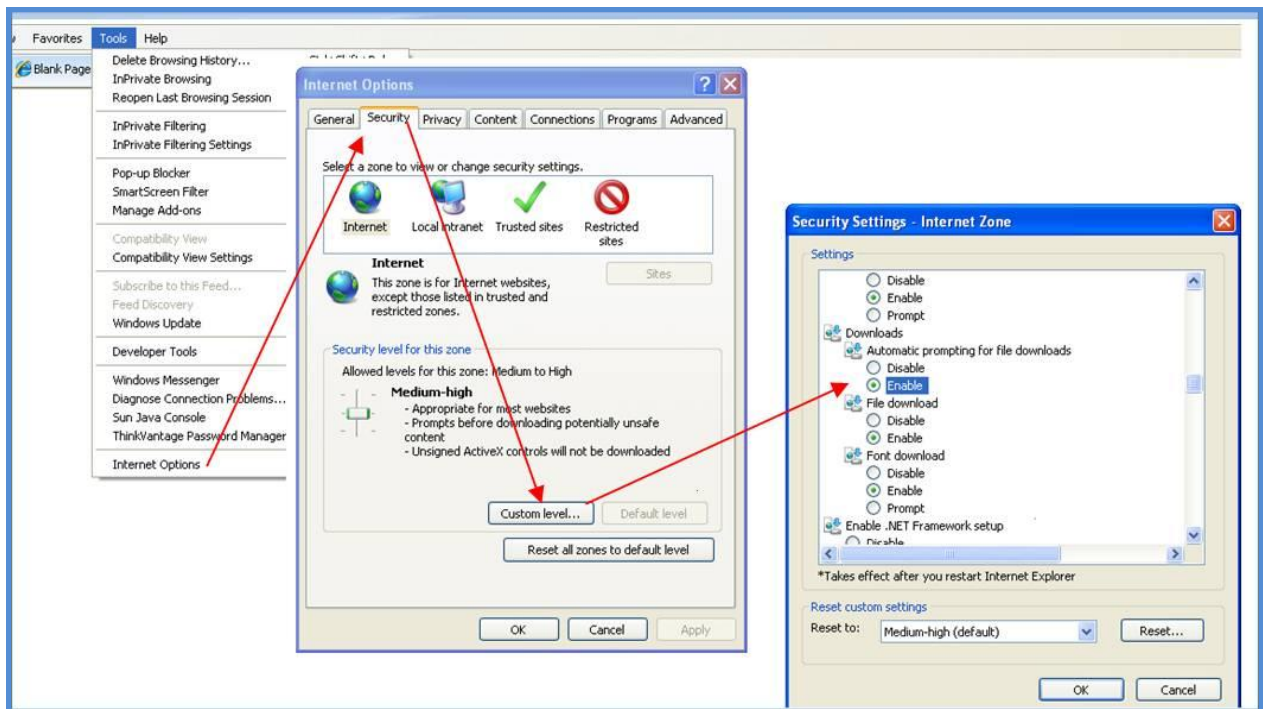 Favorites Tools Help
Blank Page
Delete Browsing History...
InPrivate Browsing
Reopen Last Browsing Session
InPrivate Filtering
InPrivate Filtering Settings
Pop-up Blocker
SmartScreen Filter
Manage Add-ons
Compatibility View
Compatibility View Settings
Subscribe to this Feed...
Feed Discovery
Windows Update
Developer Tools
Windows Messenger
Diagnose Connection Problems...
Sun Java Console
ThinkVantage Password Manager
Internet Options
Internet Options
General Security Privacy Content Connections Programs Advanced
Select a zone to view or change security settings.
Internet Local intranet Trusted sites Restricted
sites
Internet
This zone is for Internet websites,
except those listed in trusted and
restricted zones.
Sites
Security level for this zone
Allowed levels for this zone: Medium to High
Medium-high
- Appropriate for most websites
- Prompts before downloading potentially unsafe
content
- Unsigned ActiveX controls will not be downloaded
Custom level... Default level
Reset all zones to default level
OK Cancel Apply
Security Settings - Internet Zone
Settings
Disable
Enable
Prompt
Downloads
Automatic prompting for file downloads
Disable
Enable
File download
Disable
Enable
Font download
Disable
Enable
Prompt
Enable .NET Framework setup
Disable
*Takes effect after you restart Internet Explorer
Reset custom settings
Reset to: Medium-high (default) Reset...
OK Cancel